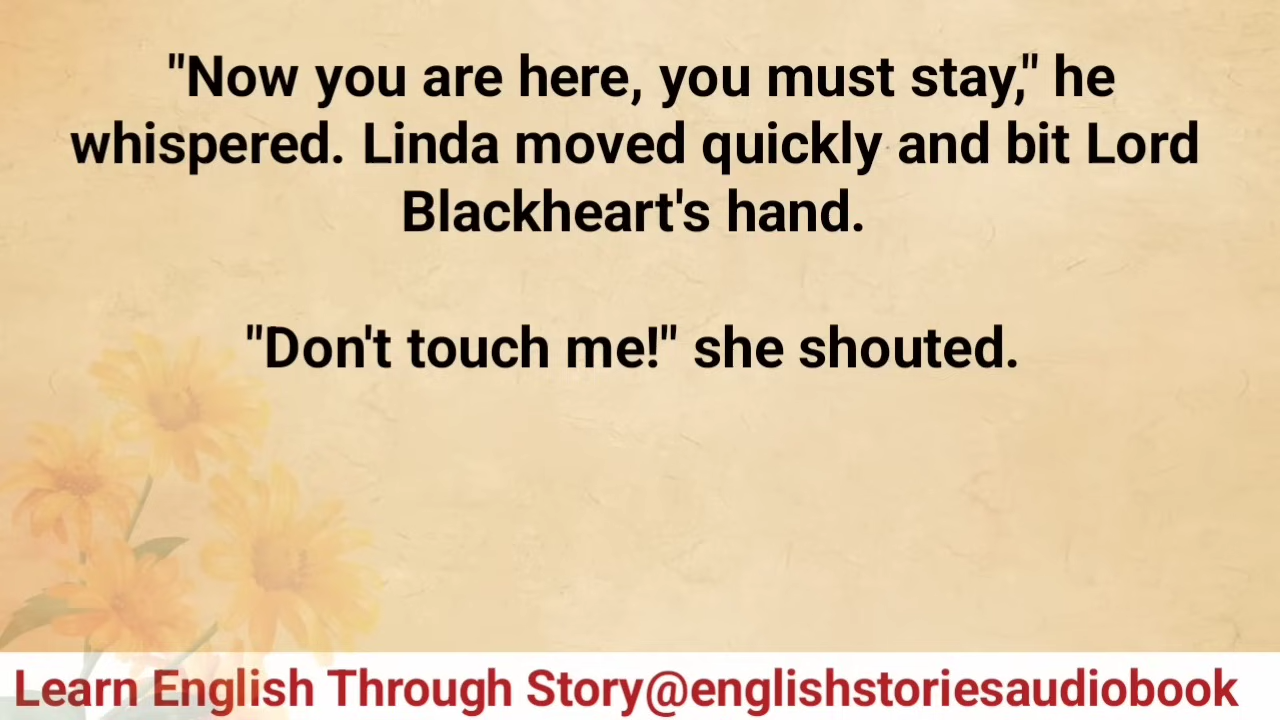 "Now you are here, you must stay," he
whispered. Linda moved quickly and bit Lord
Blackheart's hand.
"Don't touch me!" she shouted.
Learn English Through Story@englishstoriesaudiobook